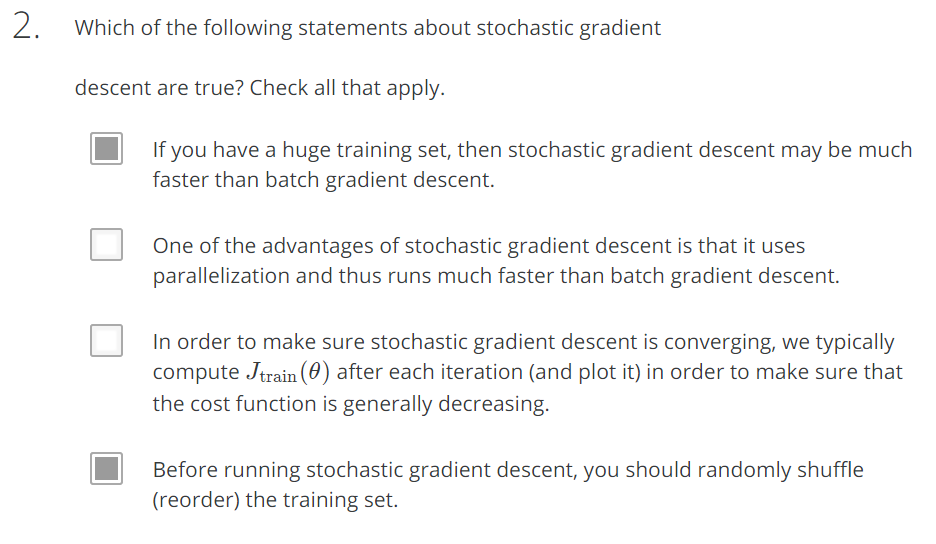 2. Which of the following statements about stochastic gradient
descent are true? Check all that apply.
If you have a huge training set, then stochastic gradient descent may be much
faster than batch gradient descent.
One of the advantages of stochastic gradient descent is that it uses
parallelization and thus runs much faster than batch gradient descent.
In order to make sure stochastic gradient descent is converging, we typically
compute J_train(θ) after each iteration (and plot it) in order to make sure that
the cost function is generally decreasing.
Before running stochastic gradient descent, you should randomly shuffle
(reorder) the training set.